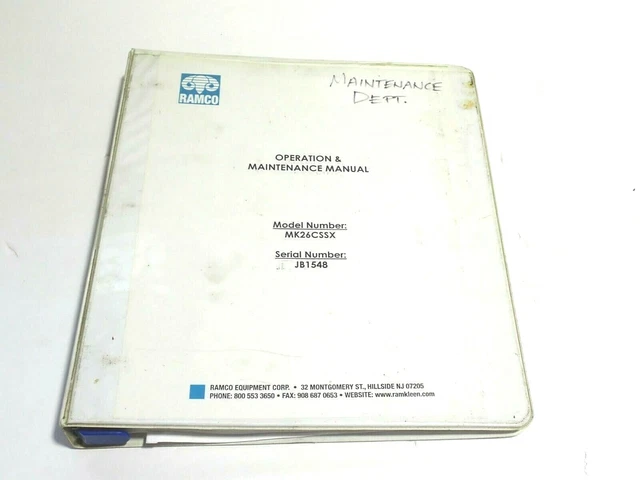 RAMCO
MAINTENANCE
DEPT.
OPERATION &
MAINTENANCE MANUAL
Model Number:
MK26CSSX
Serial Number:
JB1548
RAMCO EQUIPMENT CORP. • 32 MONTGOMERY ST., HILLSIDE NJ 07205
PHONE: 800 553 3650 • FAX: 908 687 0653 • WEBSITE: www.ramkleen.com